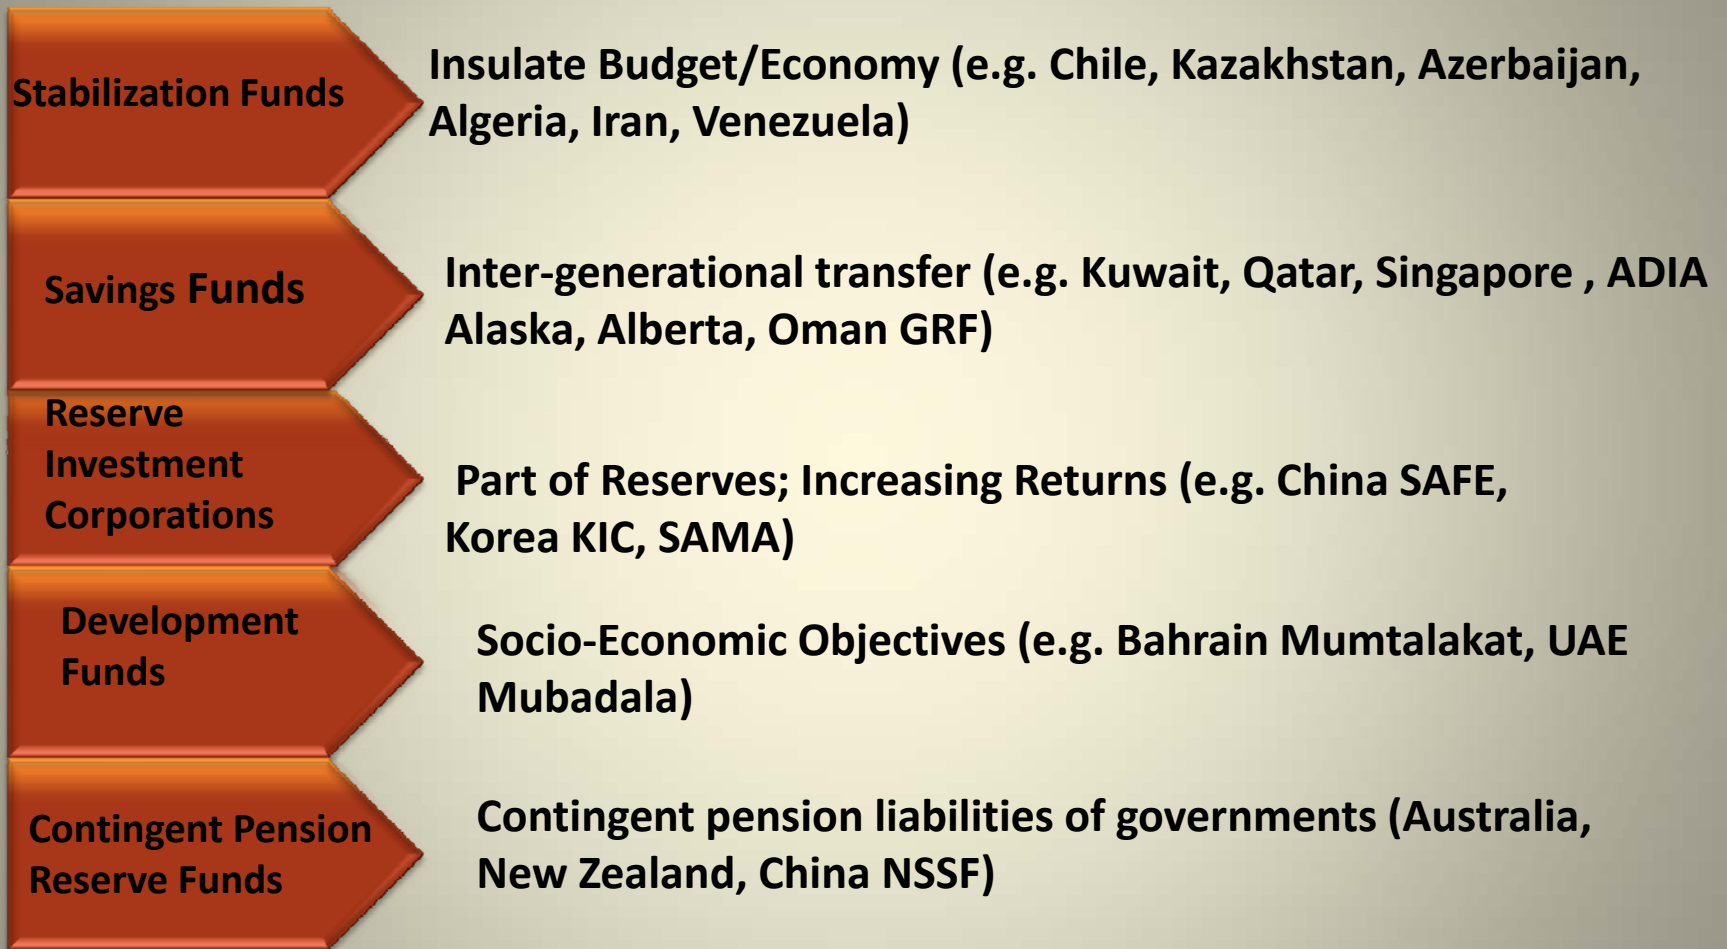 Stabilization Funds
Insulate Budget/Economy (e.g. Chile, Kazakhstan, Azerbaijan,
Algeria, Iran, Venezuela)
Savings Funds
Inter-generational transfer (e.g. Kuwait, Qatar, Singapore , ADIA
Alaska, Alberta, Oman GRF)
Reserve
Investment
Corporations
Part of Reserves; Increasing Returns (e.g. China SAFE,
Korea KIC, SAMA)
Development
Funds
Socio-Economic Objectives (e.g. Bahrain Mumtalakat, UAE
Mubadala)
Contingent Pension
Reserve Funds
Contingent pension liabilities of governments (Australia,
New Zealand, China NSSF)